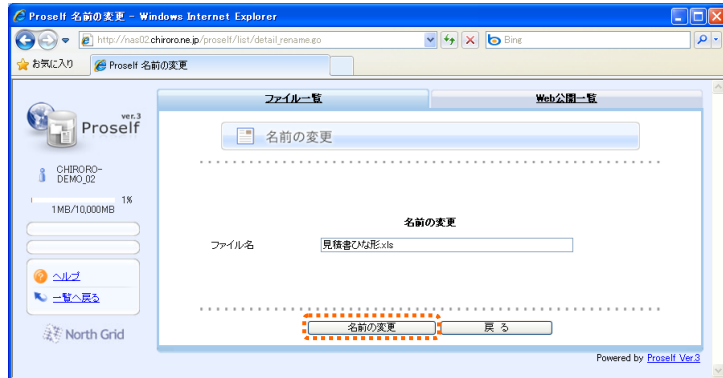 Proself 名前の変更 - Windows Internet Explorer
http://nas02.chiroro.ne.jp/proself/list/detail_rename.go
Bing
お気に入り
Proself 名前の変更
ファイル一覧
Web公開一覧
ver.3
Proself
名前の変更
CHIRORO-
DEMO_02
1%
1MB/10,000MB
名前の変更
ファイル名
見積書ひな形.xls
ヘルプ
一覧へ戻る
名前の変更
戻 る
North Grid
Powered by Proself Ver.3